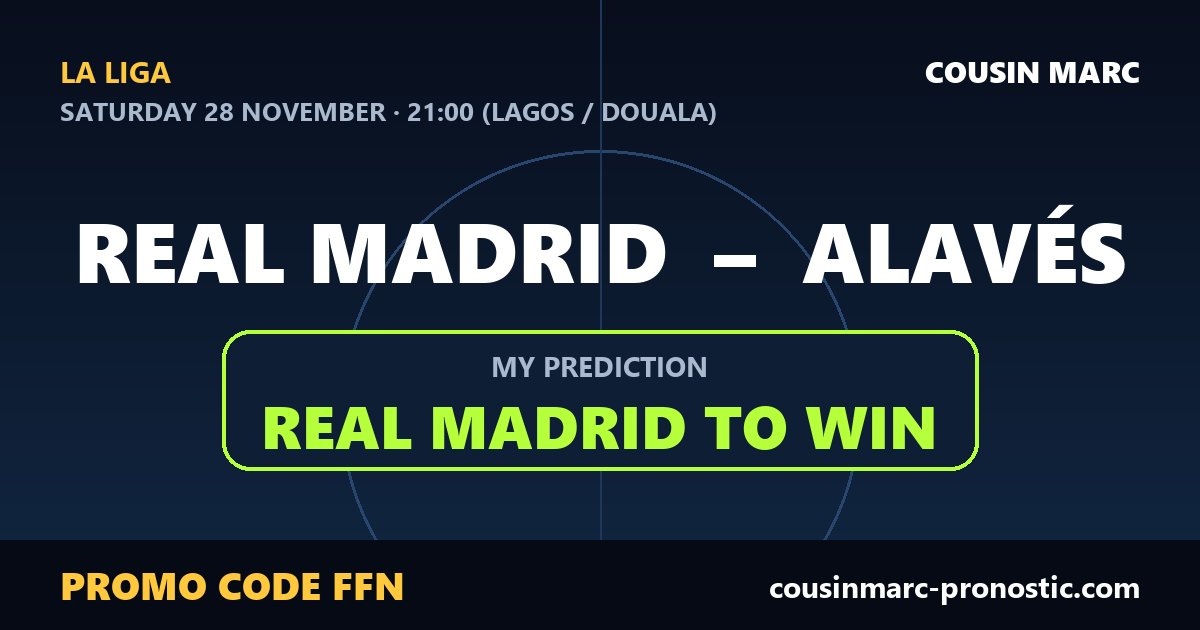 LA LIGA
COUSIN MARC
SATURDAY 28 NOVEMBER · 21:00 (LAGOS / DOUALA)
REAL MADRID – ALAVÉS
MY PREDICTION
REAL MADRID TO WIN
PROMO CODE FFN
cousinmarc-pronostic.com